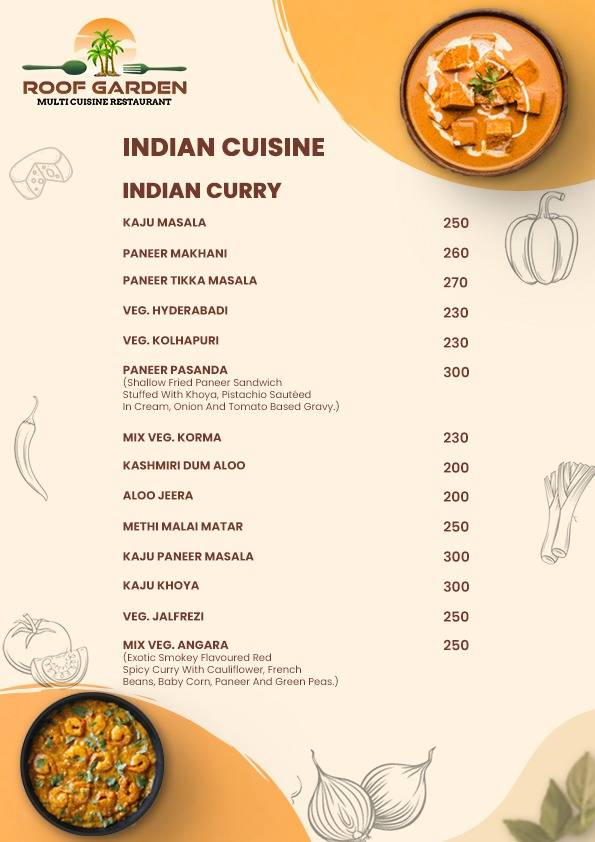 ROOF GARDEN
MULTI CUISINE RESTAURANT
INDIAN CUISINE
INDIAN CURRY
KAJU MASALA 250
PANEER MAKHANI 260
PANEER TIKKA MASALA 270
VEG. HYDERABADI 230
VEG. KOLHAPURI 230
PANEER PASANDA 300
(Shallow Fried Paneer Sandwich
Stuffed With Khoya, Pistachio Sautéed
In Cream, Onion And Tomato Based Gravy.)
MIX VEG. KORMA 230
KASHMIRI DUM ALOO 200
ALOO JEERA 200
METHI MALAI MATAR 250
KAJU PANEER MASALA 300
KAJU KHOYA 300
VEG. JALFREZI 250
MIX VEG. ANGARA 250
(Exotic Smokey Flavoured Red
Spicy Curry With Cauliflower, French
Beans, Baby Corn, Paneer And Green Peas.)